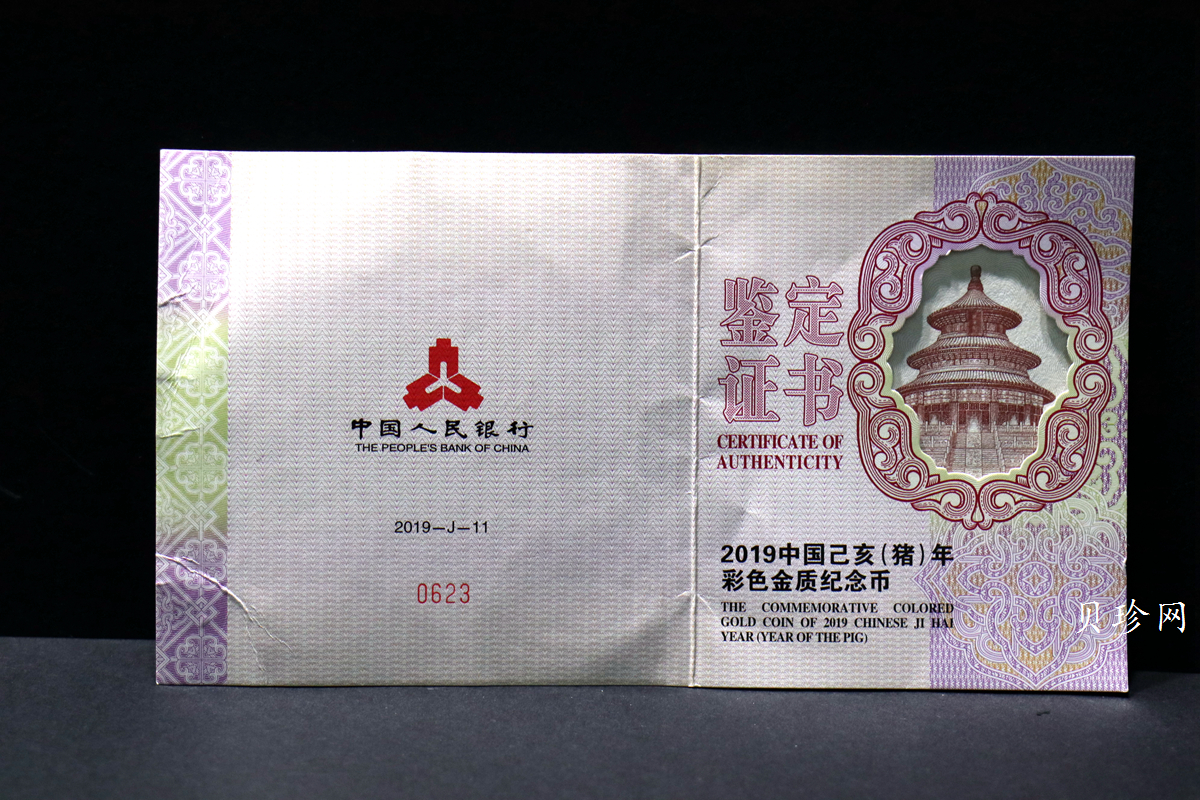 中国人民银行
THE PEOPLE'S BANK OF CHINA
2019—J—11
0623
鉴定
证书
CERTIFICATE OF
AUTHENTICITY
2019中国己亥(猪)年
彩色金质纪念币
THE COMMEMORATIVE COLORED
GOLD COIN OF 2019 CHINESE JI HAI
YEAR (YEAR OF THE PIG)
贝珍网